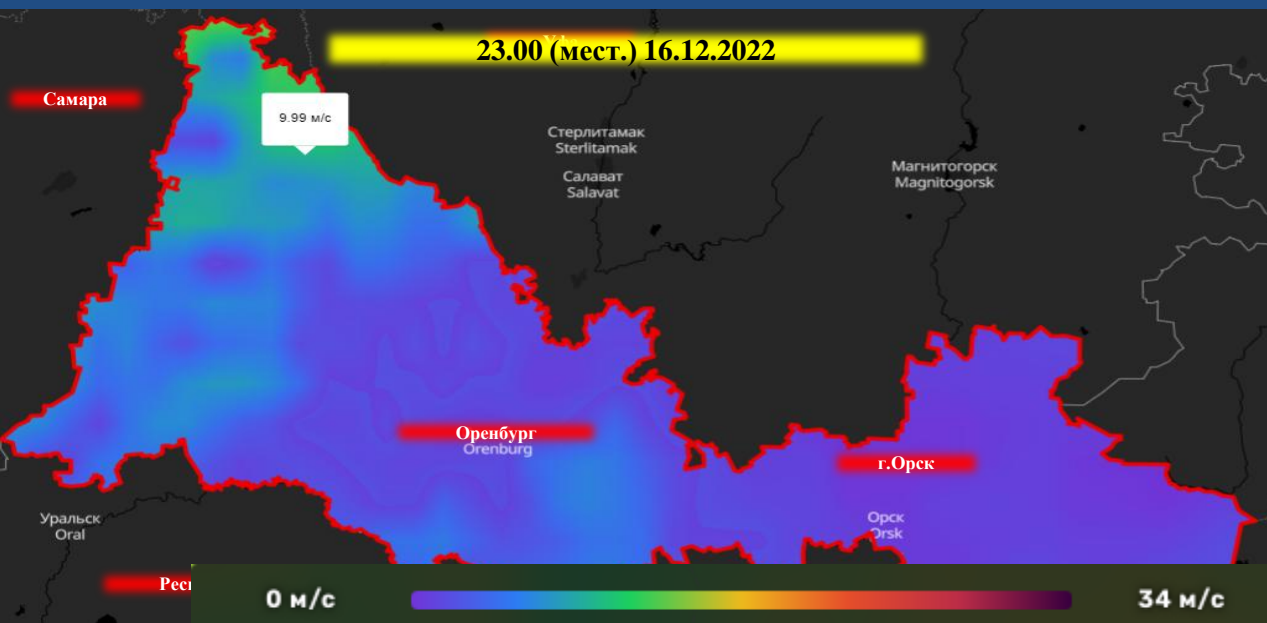 23.00 (мест.) 16.12.2022
Самара
9.99 м/с
Стерлитамак
Sterlitamak
Салават
Salavat
Магнитогорск
Magnitogorsk
Оренбург
Orenburg
г.Орск
Орск
Orsk
Уральск
Oral
0 м/с
34 м/с